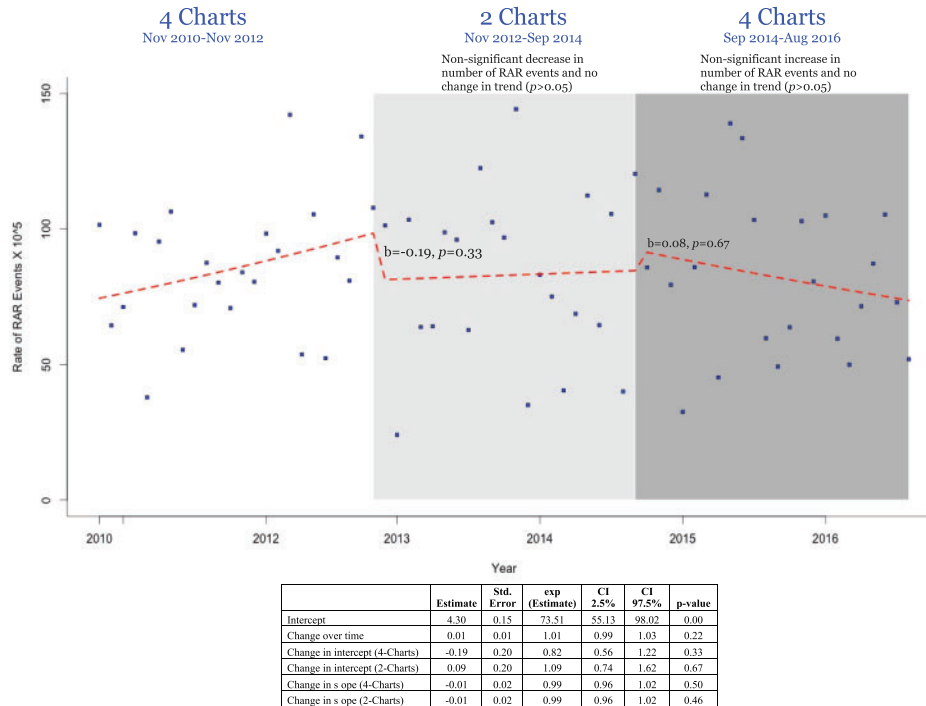 4 Charts
Nov 2010-Nov 2012
2 Charts
Nov 2012-Sep 2014
4 Charts
Sep 2014-Aug 2016
Non-significant decrease in
number of RAR events and no
change in trend (p>0.05)
Non-significant increase in
number of RAR events and no
change in trend (p>0.05)
150
100
50
0
Rate of RAR Events X 10^5
b=-0.19, p=0.33
b=0.08, p=0.67
2010 2012 2013 2014 2015 2016
Year
Estimate Std. Error exp (Estimate) CI 2.5% CI 97.5% p-value
Intercept 4.30 0.15 73.51 55.13 98.02 0.00
Change over time 0.01 0.01 1.01 0.99 1.03 0.22
Change in intercept (4-Charts) -0.19 0.20 0.82 0.56 1.22 0.33
Change in intercept (2-Charts) 0.09 0.20 1.09 0.74 1.62 0.67
Change in s ope (4-Charts) -0.01 0.02 0.99 0.96 1.02 0.50
Change in s ope (2-Charts) -0.01 0.02 0.99 0.96 1.02 0.46